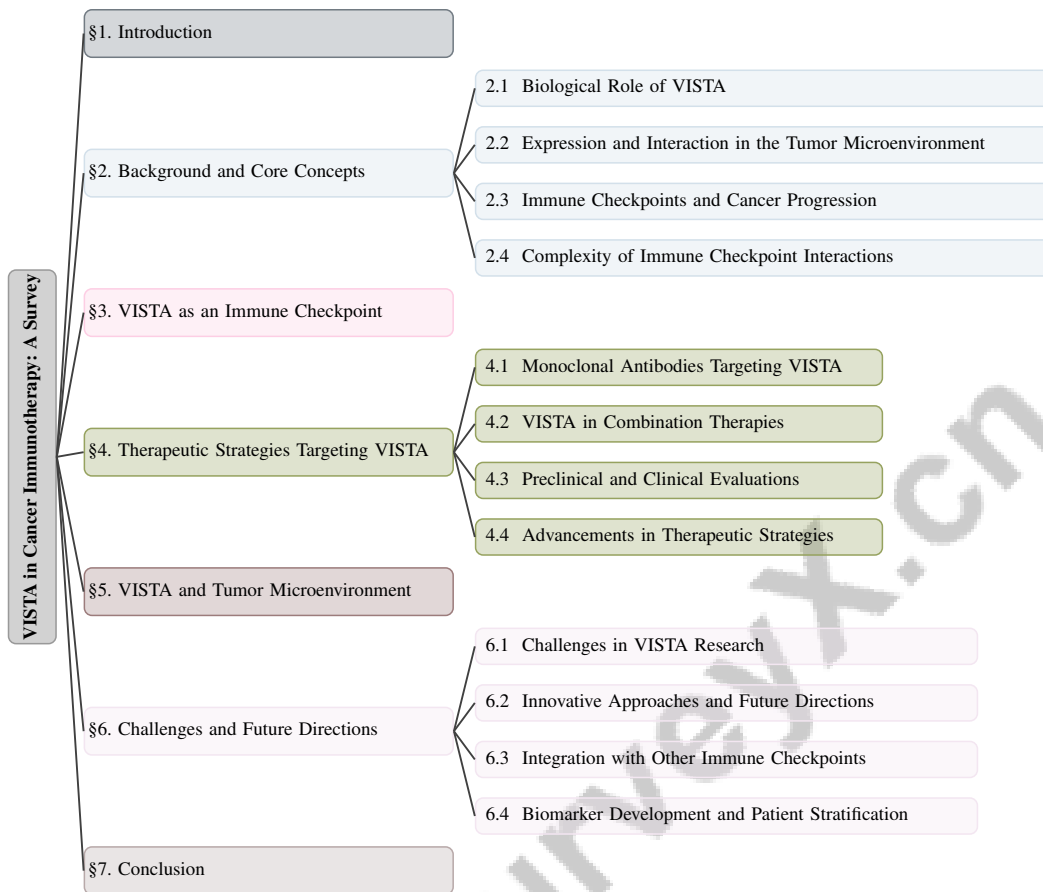 VISTA in Cancer Immunotherapy: A Survey
§1. Introduction
§2. Background and Core Concepts
2.1 Biological Role of VISTA
2.2 Expression and Interaction in the Tumor Microenvironment
2.3 Immune Checkpoints and Cancer Progression
2.4 Complexity of Immune Checkpoint Interactions
§3. VISTA as an Immune Checkpoint
§4. Therapeutic Strategies Targeting VISTA
4.1 Monoclonal Antibodies Targeting VISTA
4.2 VISTA in Combination Therapies
4.3 Preclinical and Clinical Evaluations
4.4 Advancements in Therapeutic Strategies
§5. VISTA and Tumor Microenvironment
§6. Challenges and Future Directions
6.1 Challenges in VISTA Research
6.2 Innovative Approaches and Future Directions
6.3 Integration with Other Immune Checkpoints
6.4 Biomarker Development and Patient Stratification
§7. Conclusion
urveyx.cn